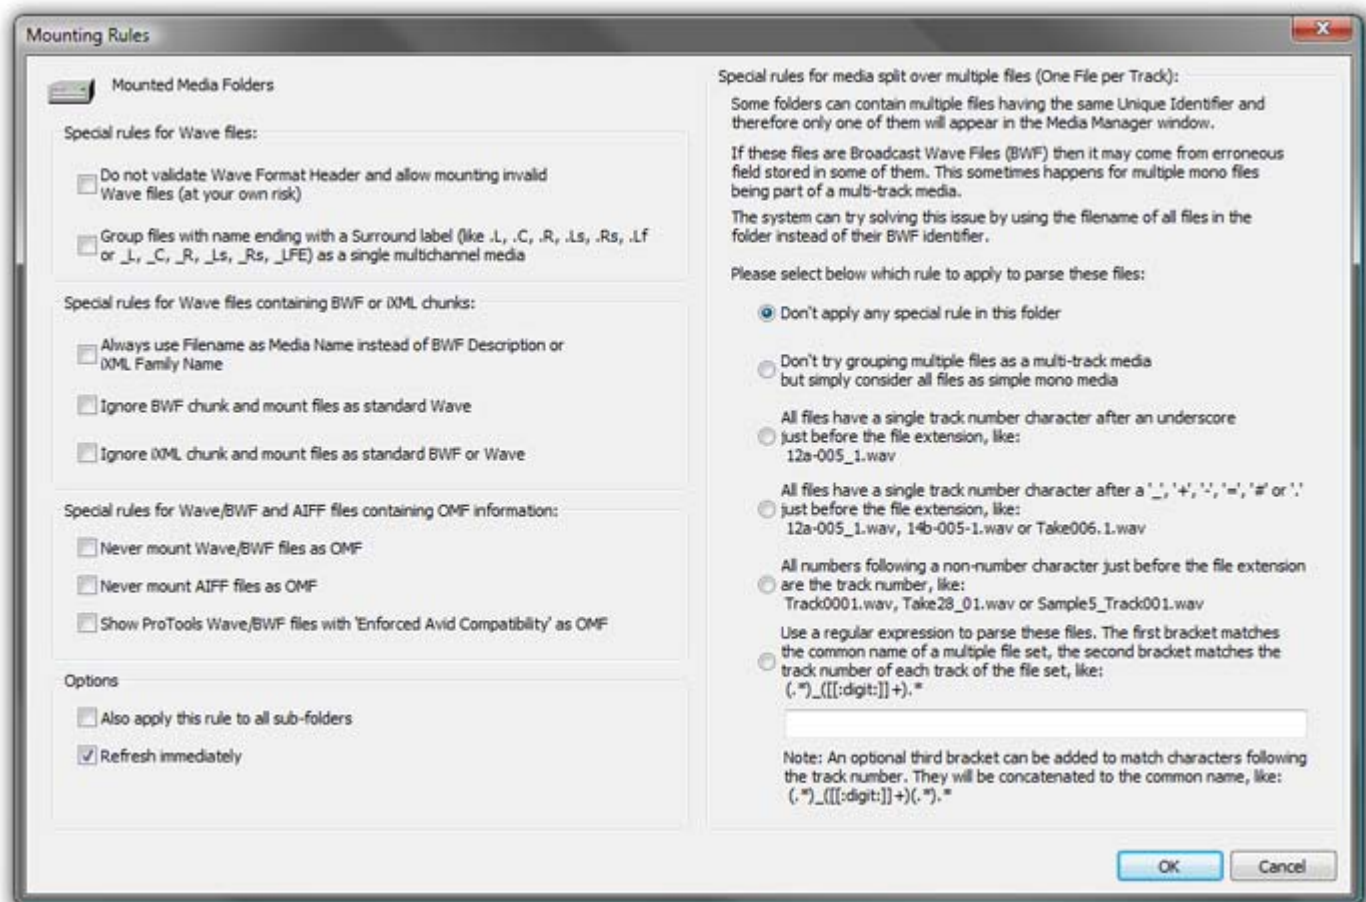 Mounting Rules
Mounted Media Folders
Special rules for Wave files:
Do not validate Wave Format Header and allow mounting invalid
Wave files (at your own risk)
Group files with name ending with a Surround label (like .L, .C, .R, .Ls, .Rs, .Lf
or _L, _C, _R, _Ls, _Rs, _LFE) as a single multichannel media
Special rules for Wave files containing BWF or iXML chunks:
Always use Filename as Media Name instead of BWF Description or
iXML Family Name
Ignore BWF chunk and mount files as standard Wave
Ignore iXML chunk and mount files as standard BWF or Wave
Special rules for Wave/BWF and AIFF files containing OMF information:
Never mount Wave/BWF files as OMF
Never mount AIFF files as OMF
Show ProTools Wave/BWF files with 'Enforced Avid Compatibility' as OMF
Options
Also apply this rule to all sub-folders
Refresh immediately
Special rules for media split over multiple files (One File per Track):
Some folders can contain multiple files having the same Unique Identifier and
therefore only one of them will appear in the Media Manager window.
If these files are Broadcast Wave Files (BWF) then it may come from erroneous
field stored in some of them. This sometimes happens for multiple mono files
being part of a multi-track media.
The system can try solving this issue by using the filename of all files in the
folder instead of their BWF identifier.
Please select below which rule to apply to parse these files:
Don't apply any special rule in this folder
Don't try grouping multiple files as a multi-track media
but simply consider all files as simple mono media
All files have a single track number character after an underscore
just before the file extension, like:
12a-005_1.wav
All files have a single track number character after a '_', '+', '-', '=', '#' or '.'
just before the file extension, like:
12a-005_1.wav, 14b-005-1.wav or Take006.1.wav
All numbers following a non-number character just before the file extension
are the track number, like:
Track0001.wav, Take28_01.wav or Sample5_Track001.wav
Use a regular expression to parse these files. The first bracket matches
the common name of a multiple file set, the second bracket matches the
track number of each track of the file set, like:
(.*)_([[:digit:]]+).*
Note: An optional third bracket can be added to match characters following
the track number. They will be concatenated to the common name, like:
(.*)_([[:digit:]]+)(.*).*
OK
Cancel